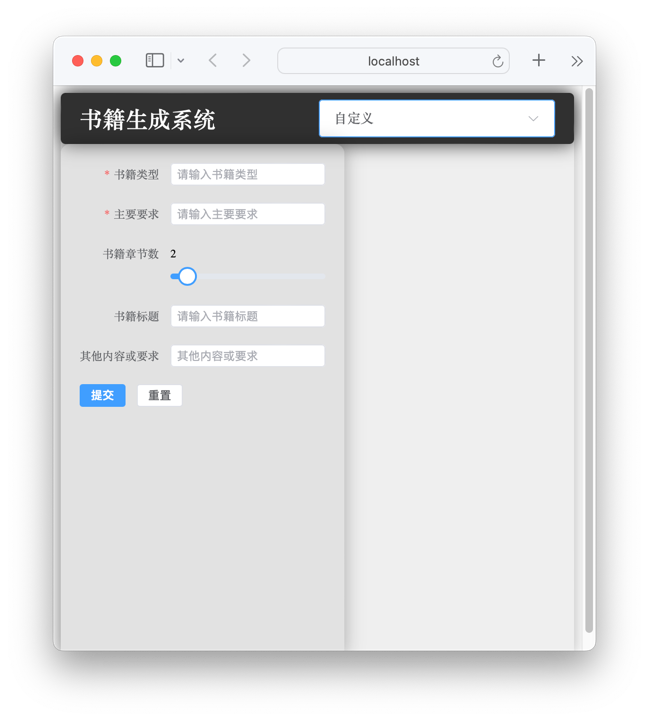 localhost
书籍生成系统
自定义
* 书籍类型 请输入书籍类型
* 主要要求 请输入主要要求
书籍章节数 2
书籍标题 请输入书籍标题
其他内容或要求 其他内容或要求
提交 重置